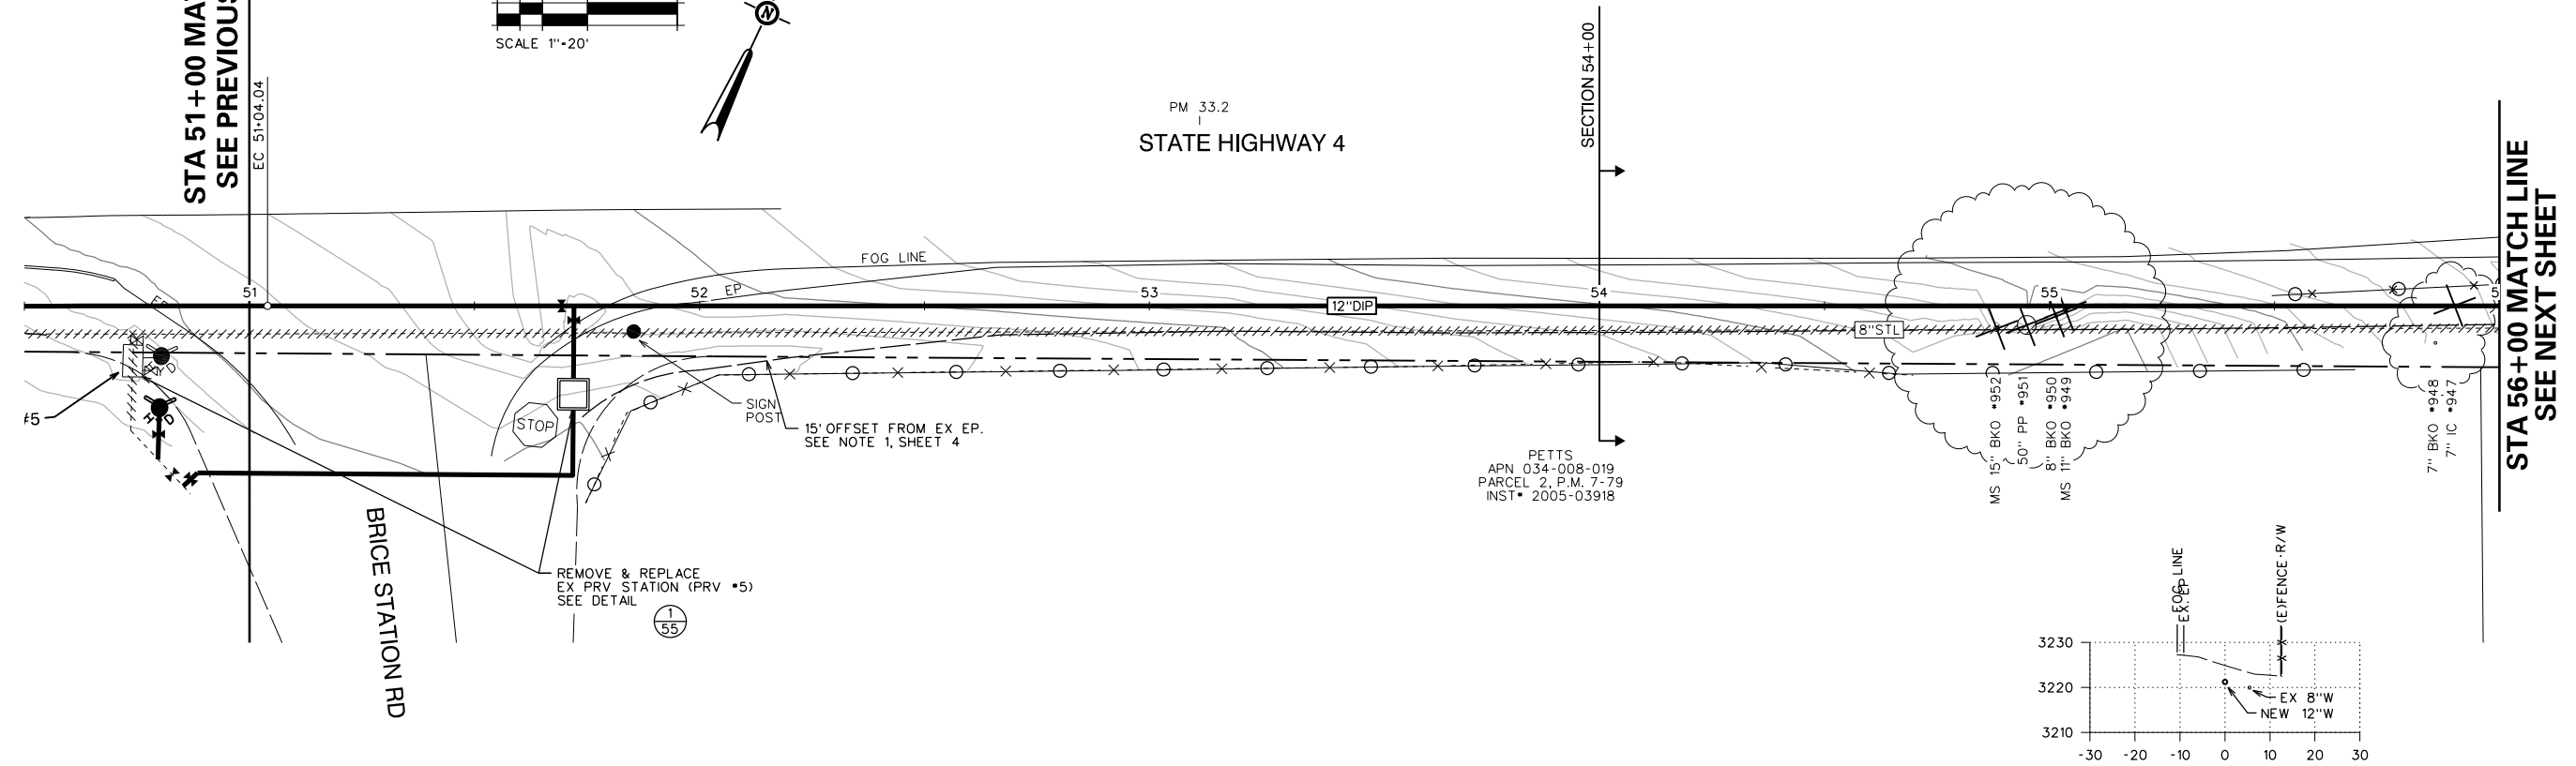 STA 51+00 MA
SEE PREVIOUS
EC 51+04.04
SCALE 1"=20'
N
PM 33.2
STATE HIGHWAY 4
SECTION 54+00
STA 56+00 MATCH LINE
SEE NEXT SHEET
FOG LINE
EP
EP
51
52
53
54
55
5
12"DIP
8"STL
HYD
HYD
#5
STOP
SIGN
POST
15' OFFSET FROM EX EP.
SEE NOTE 1, SHEET 4
PETTS
APN 034-008-019
PARCEL 2, P.M. 7-79
INST# 2005-03918
MS 15" BKO #952
50" PP #951
8" BKO #950
MS 11" BKO #949
7" BKO #948
7" IC #947
BRICE STATION RD
REMOVE & REPLACE
EX PRV STATION (PRV #5)
SEE DETAIL
1
55
FOG LINE
EX. EP
(E)FENCE-R/W
3230
3220
3210
EX 8"W
NEW 12"W
-30 -20 -10 0 10 20 30